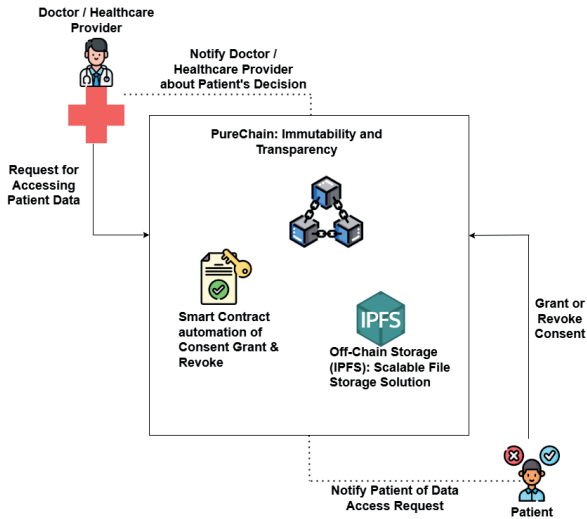 Doctor / Healthcare
Provider
Notify Doctor /
Healthcare Provider
about Patient's Decision
PureChain: Immutability and
Transparency
Request for
Accessing
Patient Data
Smart Contract
automation of
Consent Grant &
Revoke
IPFS
Off-Chain Storage
(IPFS): Scalable File
Storage Solution
Grant or
Revoke
Consent
Notify Patient of Data
Access Request
Patient